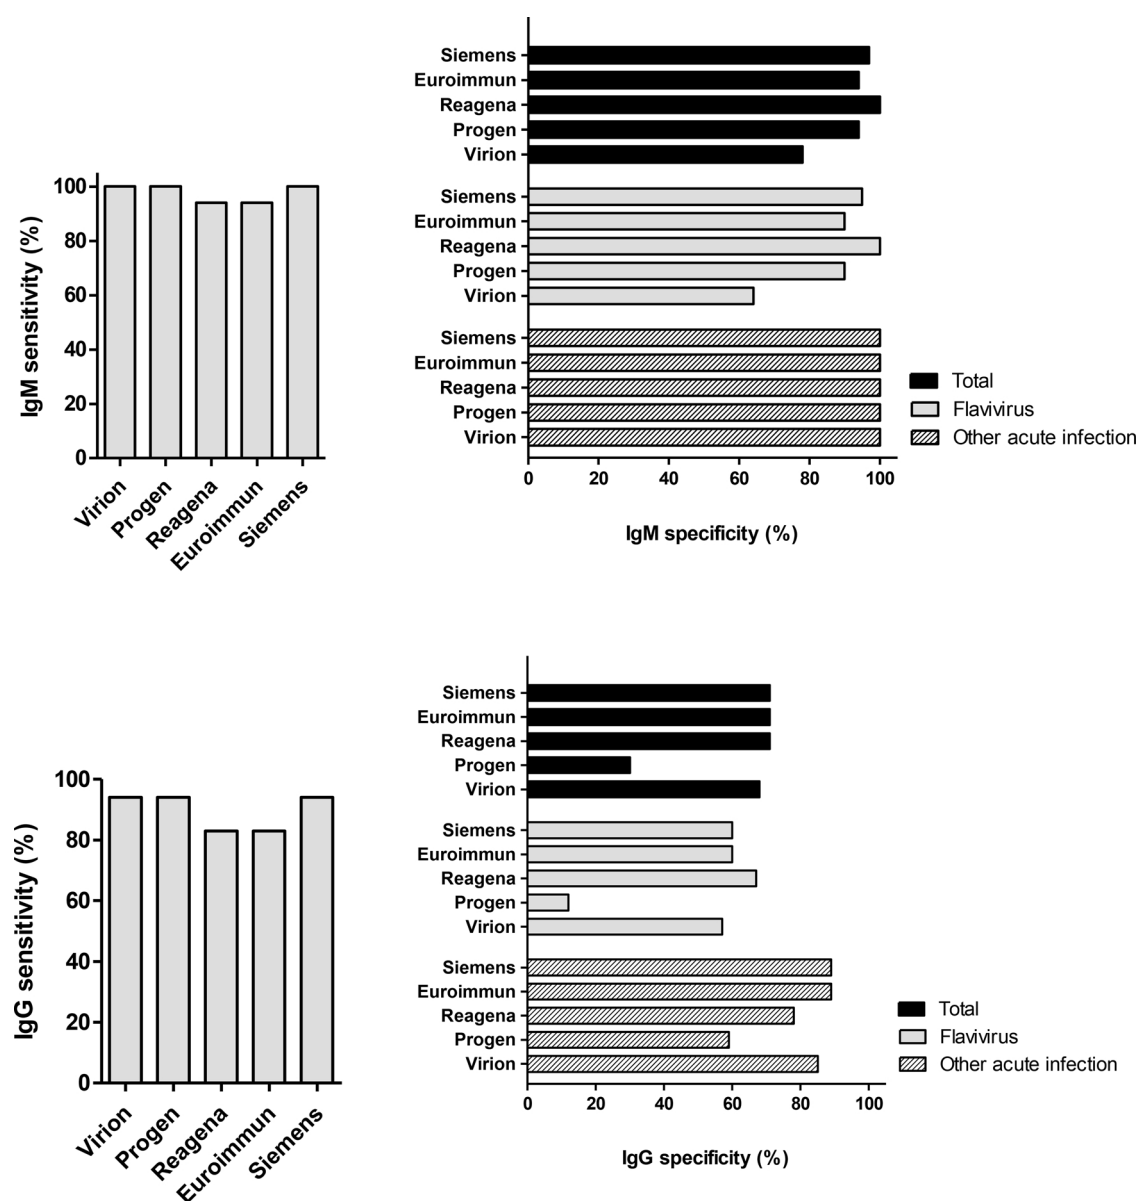 IgM sensitivity (%)
100
80
60
40
20
0
Virion
Progen
Reagena
Euroimmun
Siemens
Siemens
Euroimmun
Reagena
Progen
Virion
Siemens
Euroimmun
Reagena
Progen
Virion
Siemens
Euroimmun
Reagena
Progen
Virion
0 20 40 60 80 100
IgM specificity (%)
Total
Flavivirus
Other acute infection
IgG sensitivity (%)
100
80
60
40
20
0
Virion
Progen
Reagena
Euroimmun
Siemens
Siemens
Euroimmun
Reagena
Progen
Virion
Siemens
Euroimmun
Reagena
Progen
Virion
Siemens
Euroimmun
Reagena
Progen
Virion
0 20 40 60 80 100
IgG specificity (%)
Total
Flavivirus
Other acute infection